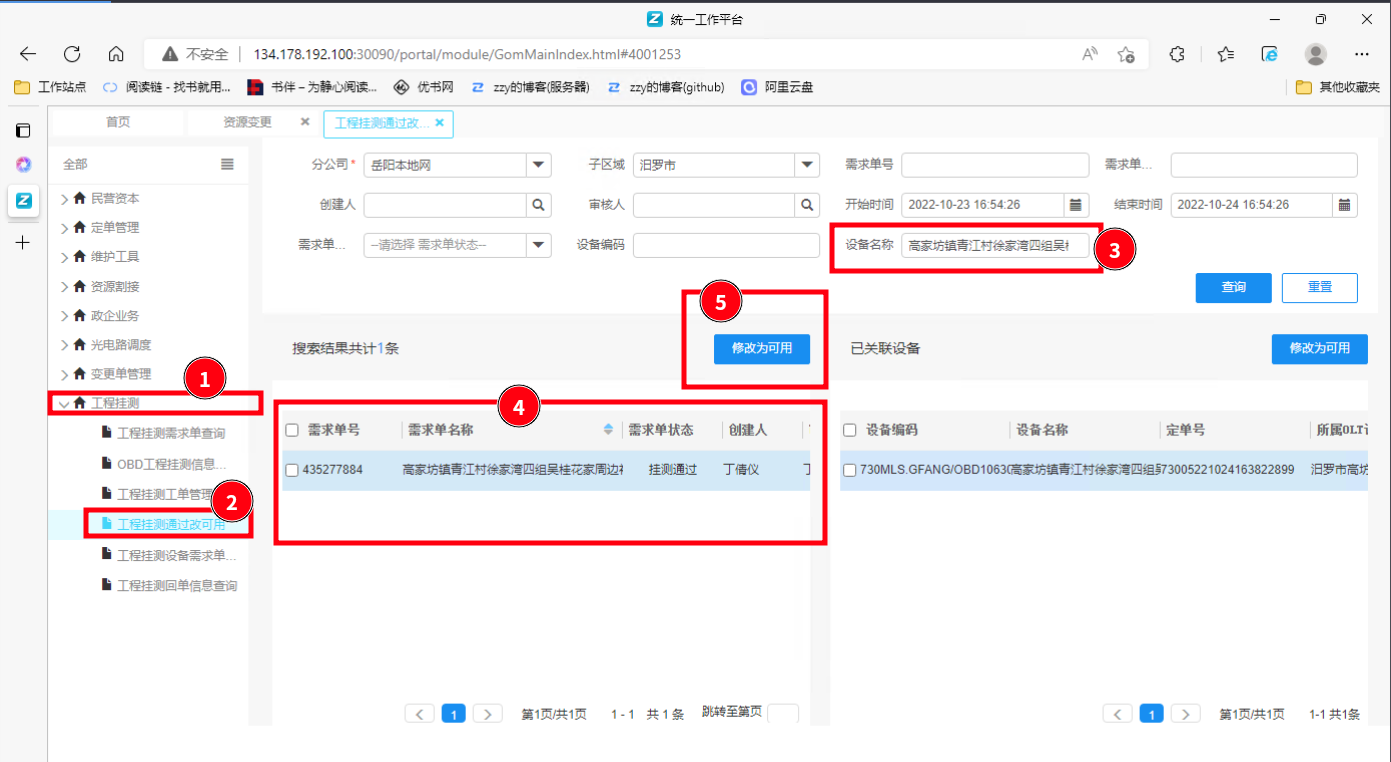 统一工作平台
不安全 134.178.192.100:30090/portal/module/GomMainIndex.html#4001253
工作站点 阅读链 - 找书就用... 书伴 – 为静心阅读... 优书网 zzy的博客(服务器) zzy的博客(github) 阿里云盘 其他收藏夹
首页 资源变更 工程挂测通过改...
全部
民营资本
定单管理
维护工具
资源割接
政企业务
光电路调度
变更单管理
1
工程挂测
工程挂测需求单查询
OBD工程挂测信息...
工程挂测工单管理
2
工程挂测通过改可用
工程挂测设备需求单...
工程挂测回单信息查询
分公司* 岳阳本地网 子区域 汨罗市 需求单号 需求单...
创建人 审核人 开始时间 2022-10-23 16:54:26 结束时间 2022-10-24 16:54:26
需求单... --请选择 需求单状态-- 设备编码 设备名称 高家坊镇青江村徐家湾四组吴 3
查询 重置
5
搜索结果共计1条 修改为可用 已关联设备 修改为可用
4
需求单号 需求单名称 需求单状态 创建人
435277884 高家坊镇青江村徐家湾四组吴桂花家周边 挂测通过 丁倩仪
设备编码 设备名称 定单号 所属OLT
730MLS.GFANG/OBD1063 高家坊镇青江村徐家湾四组 73005221024163822899 汨罗市高坊
1 第1页/共1页 1 - 1 共 1 条 跳转至第页
1 第1页/共1页 1-1 共1条